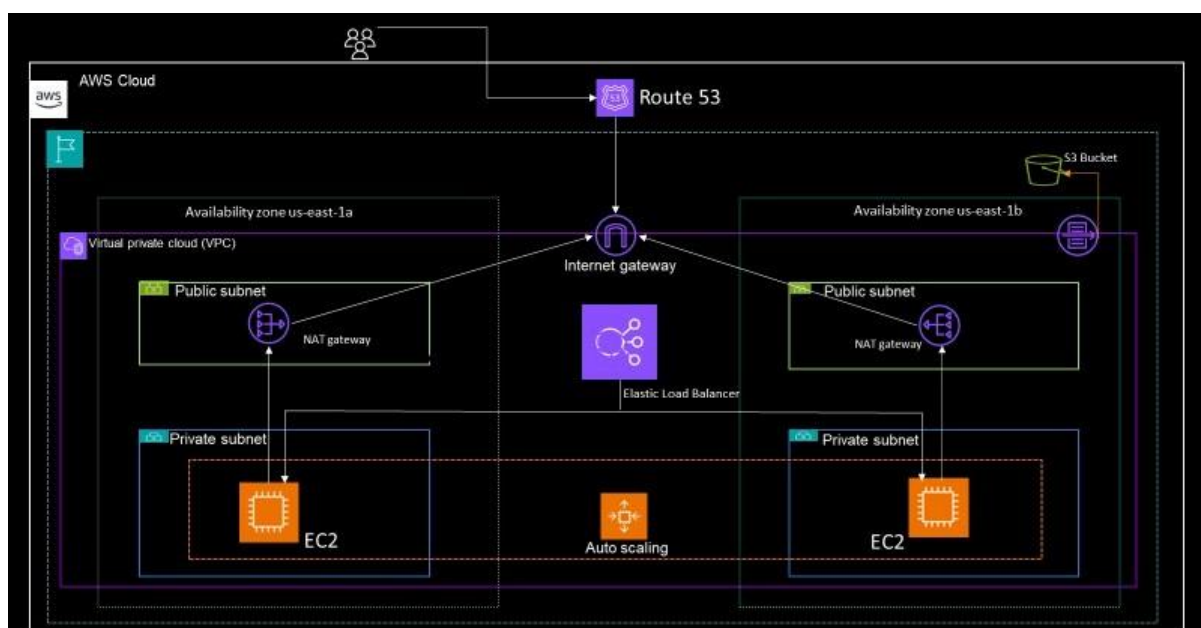 AWS Cloud
aws
Route 53
S3 Bucket
Availability zone us-east-1a
Availability zone us-east-1b
Virtual private cloud (VPC)
Internet gateway
Public subnet
Public subnet
NAT gateway
NAT gateway
Elastic Load Balancer
Private subnet
Private subnet
EC2
Auto scaling
EC2
53